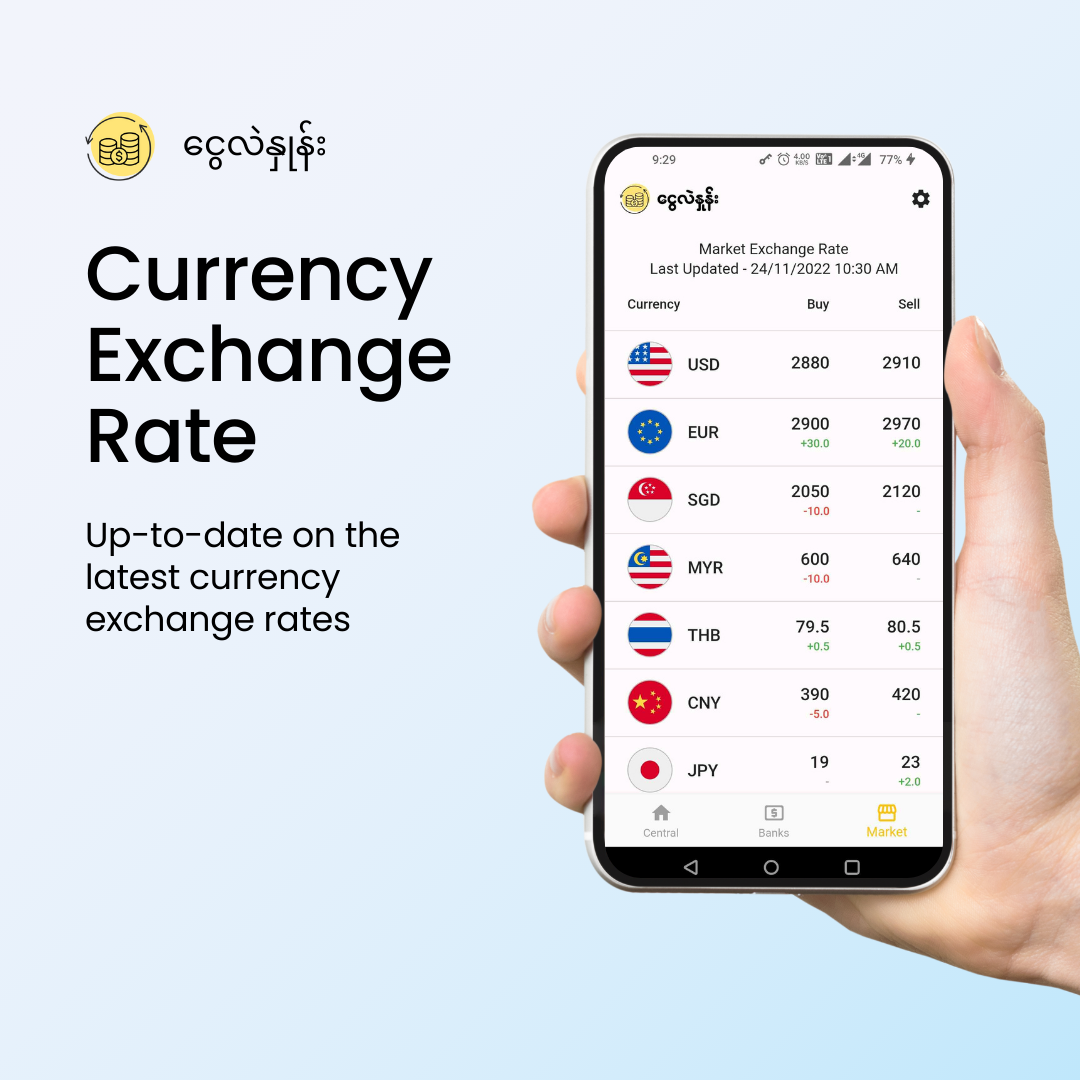 ငွေလဲနှုန်း
Currency
Exchange
Rate
Up-to-date on the
latest currency
exchange rates
9:29 4.00 KB/S 4G 77%
ငွေလဲနှုန်း
Market Exchange Rate
Last Updated - 24/11/2022 10:30 AM
Currency Buy Sell
USD 2880 2910
EUR 2900 2970
+30.0 +20.0
SGD 2050 2120
-10.0 -
MYR 600 640
-10.0 -
THB 79.5 80.5
+0.5 +0.5
CNY 390 420
-5.0 -
JPY 19 23
- +2.0
Central Banks Market